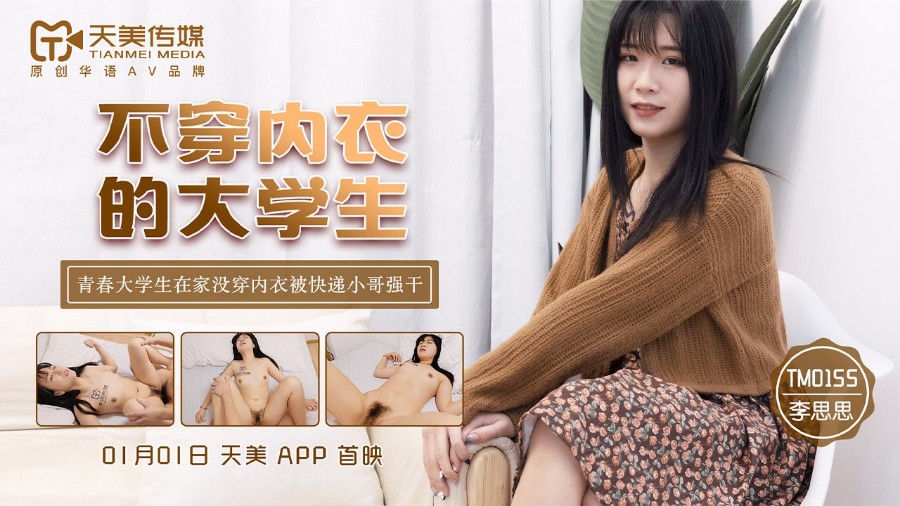 天美传媒
TIANMEI MEDIA
原创华语AV品牌
不穿内衣
的大学生
青春大学生在家没穿内衣被快递小哥强干
TM0155
李思思
01月01日 天美 APP 首映